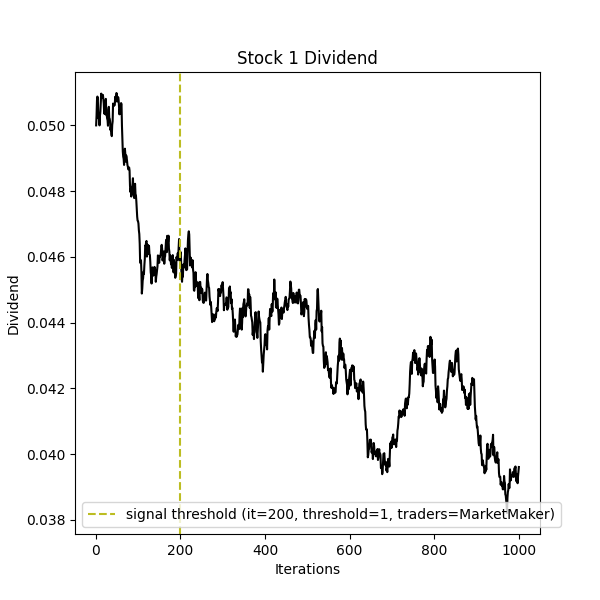 Stock 1 Dividend
0.050
0.048
0.046
0.044
0.042
0.040
0.038
Dividend
signal threshold (it=200, threshold=1, traders=MarketMaker)
0 200 400 600 800 1000
Iterations